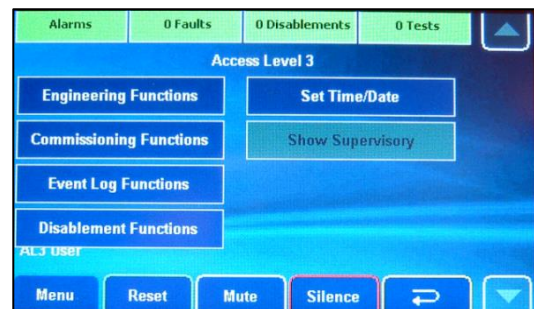 Alarms 0 Faults 0 Disablements 0 Tests
Access Level 3
Engineering Functions Set Time/Date
Commissioning Functions Show Supervisory
Event Log Functions
Disablement Functions
AL3 User
Menu Reset Mute Silence